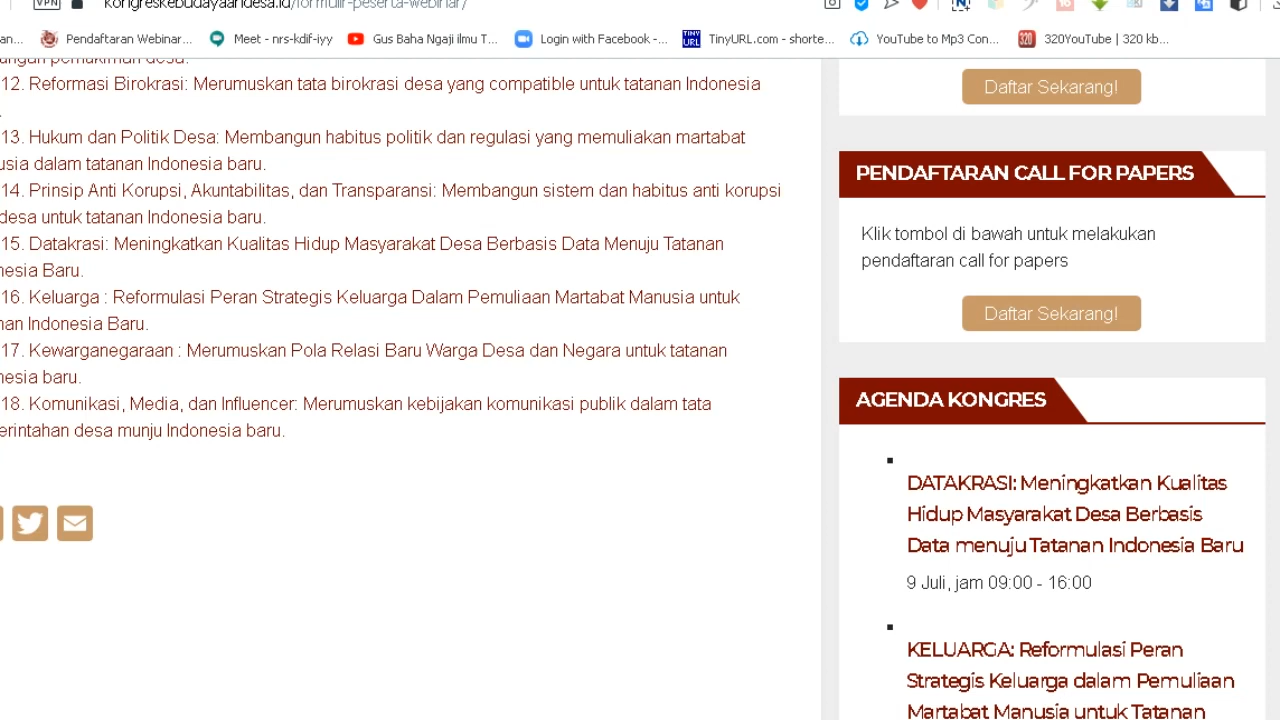 VPN
kongreskebudayaandesa.id/formulir-peserta-webinar/
an...
Pendaftaran Webinar...
Meet - nrs-kdif-iyy
Gus Baha Ngaji ilmu T...
Login with Facebook -...
TINY URL
TinyURL.com - shorte...
YouTube to Mp3 Con...
320
320YouTube | 320 kb...
12. Reformasi Birokrasi: Merumuskan tata birokrasi desa yang compatible untuk tatanan Indonesia
.
13. Hukum dan Politik Desa: Membangun habitus politik dan regulasi yang memuliakan martabat
usia dalam tatanan Indonesia baru.
14. Prinsip Anti Korupsi, Akuntabilitas, dan Transparansi: Membangun sistem dan habitus anti korupsi
desa untuk tatanan Indonesia baru.
15. Datakrasi: Meningkatkan Kualitas Hidup Masyarakat Desa Berbasis Data Menuju Tatanan
nesia Baru.
16. Keluarga : Reformulasi Peran Strategis Keluarga Dalam Pemuliaan Martabat Manusia untuk
nan Indonesia Baru.
17. Kewarganegaraan : Merumuskan Pola Relasi Baru Warga Desa dan Negara untuk tatanan
nesia baru.
18. Komunikasi, Media, dan Influencer: Merumuskan kebijakan komunikasi publik dalam tata
erintahan desa munju Indonesia baru.
Daftar Sekarang!
PENDAFTARAN CALL FOR PAPERS
Klik tombol di bawah untuk melakukan
pendaftaran call for papers
Daftar Sekarang!
AGENDA KONGRES
DATAKRASI: Meningkatkan Kualitas
Hidup Masyarakat Desa Berbasis
Data menuju Tatanan Indonesia Baru
9 Juli, jam 09:00 - 16:00
KELUARGA: Reformulasi Peran
Strategis Keluarga dalam Pemuliaan
Martabat Manusia untuk Tatanan